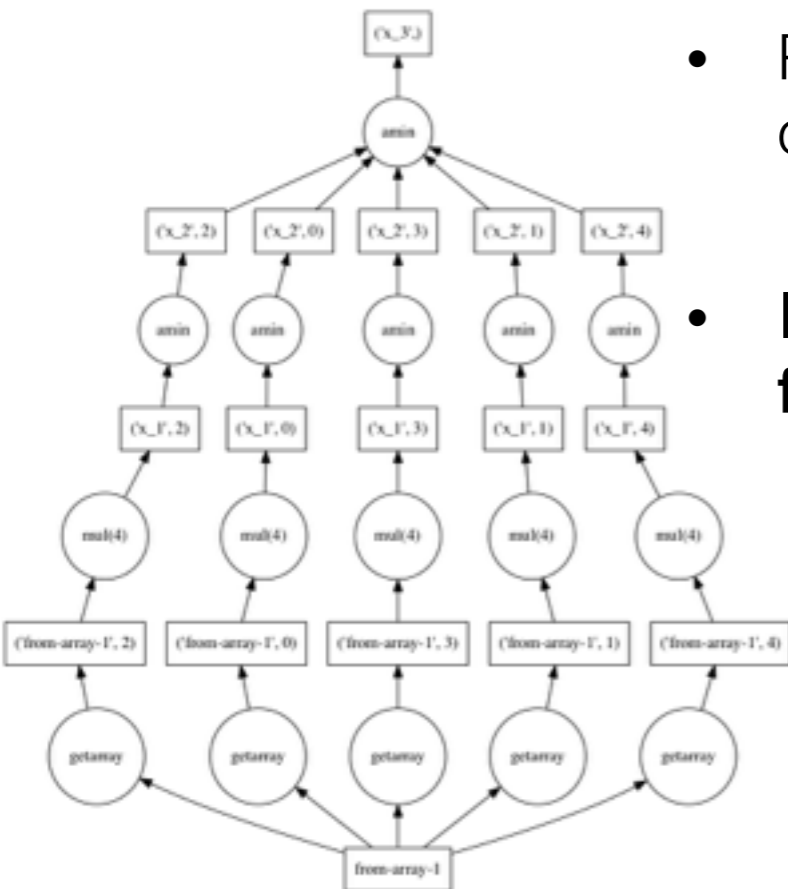 ('x_3',)
amin
('x_2', 2) ('x_2', 0) ('x_2', 3) ('x_2', 1) ('x_2', 4)
amin amin amin amin amin
('x_1', 2) ('x_1', 0) ('x_1', 3) ('x_1', 1) ('x_1', 4)
mul(4) mul(4) mul(4) mul(4) mul(4)
('from-array-1', 2) ('from-array-1', 0) ('from-array-1', 3) ('from-array-1', 1) ('from-array-1', 4)
getarray getarray getarray getarray getarray
from-array-1